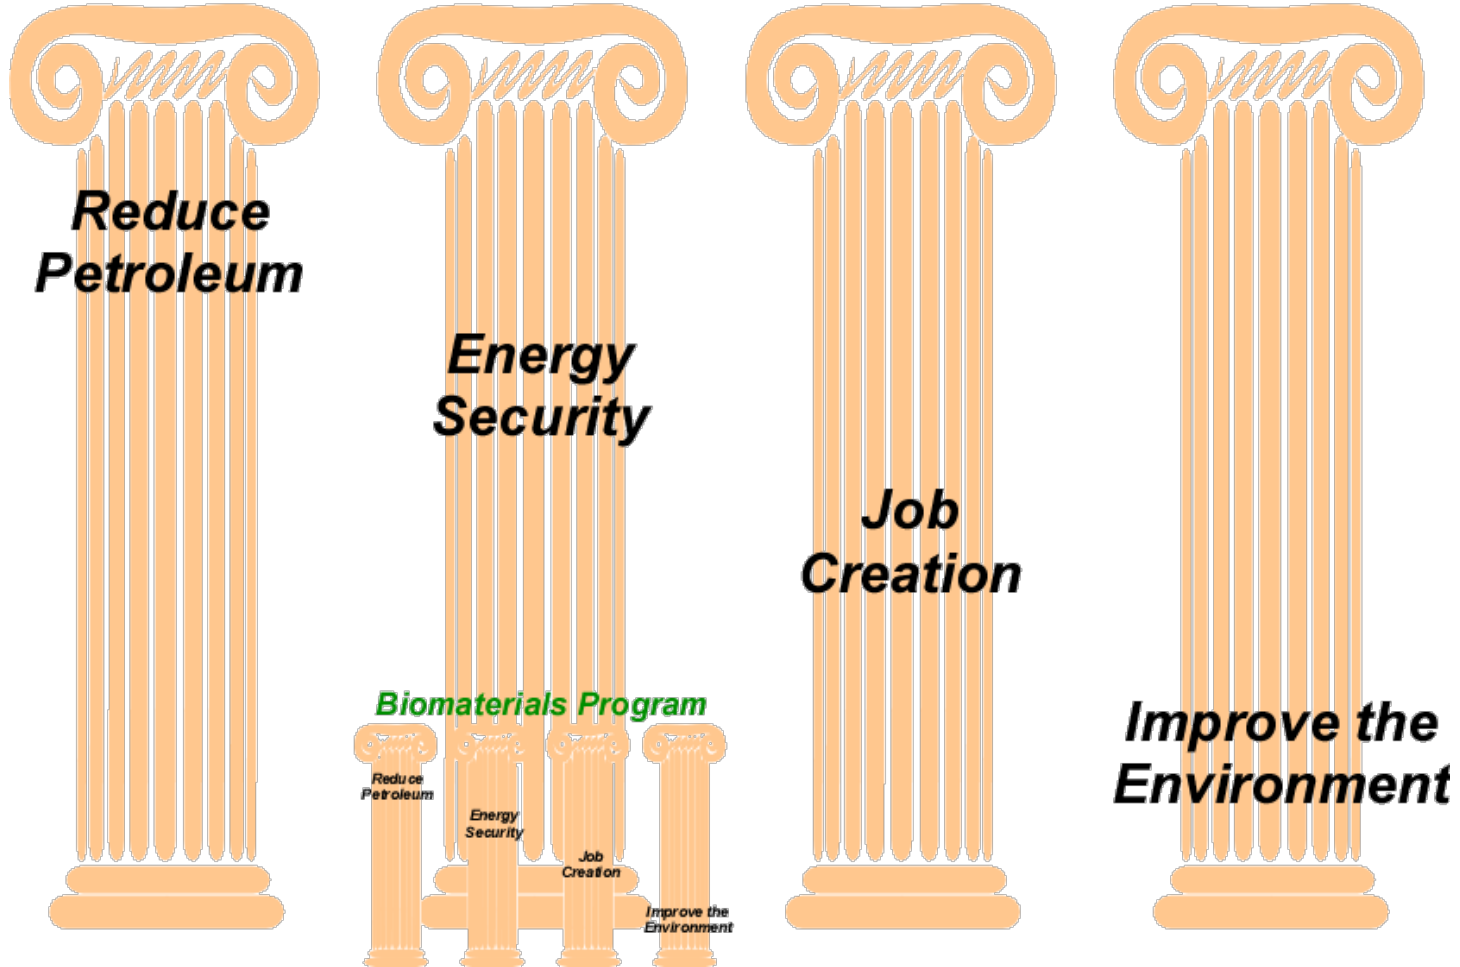 Reduce
Petroleum
Energy
Security
Job
Creation
Improve the
Environment
Biomaterials Program
Reduce
Petroleum
Energy
Security
Job
Creation
Improve the
Environment